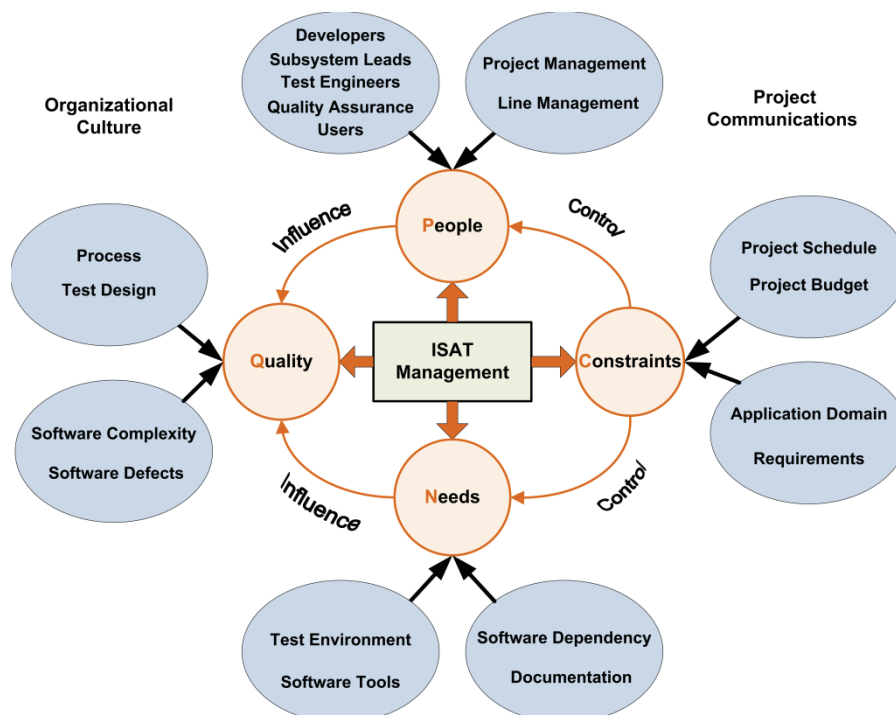 Developers
Subsystem Leads
Test Engineers
Quality Assurance
Users
Project Management
Line Management
Organizational
Culture
Project
Communications
Influence
People
Control
Process
Test Design
Project Schedule
Project Budget
Quality
ISAT
Management
Constraints
Software Complexity
Software Defects
Application Domain
Requirements
Influence
Needs
Control
Test Environment
Software Tools
Software Dependency
Documentation